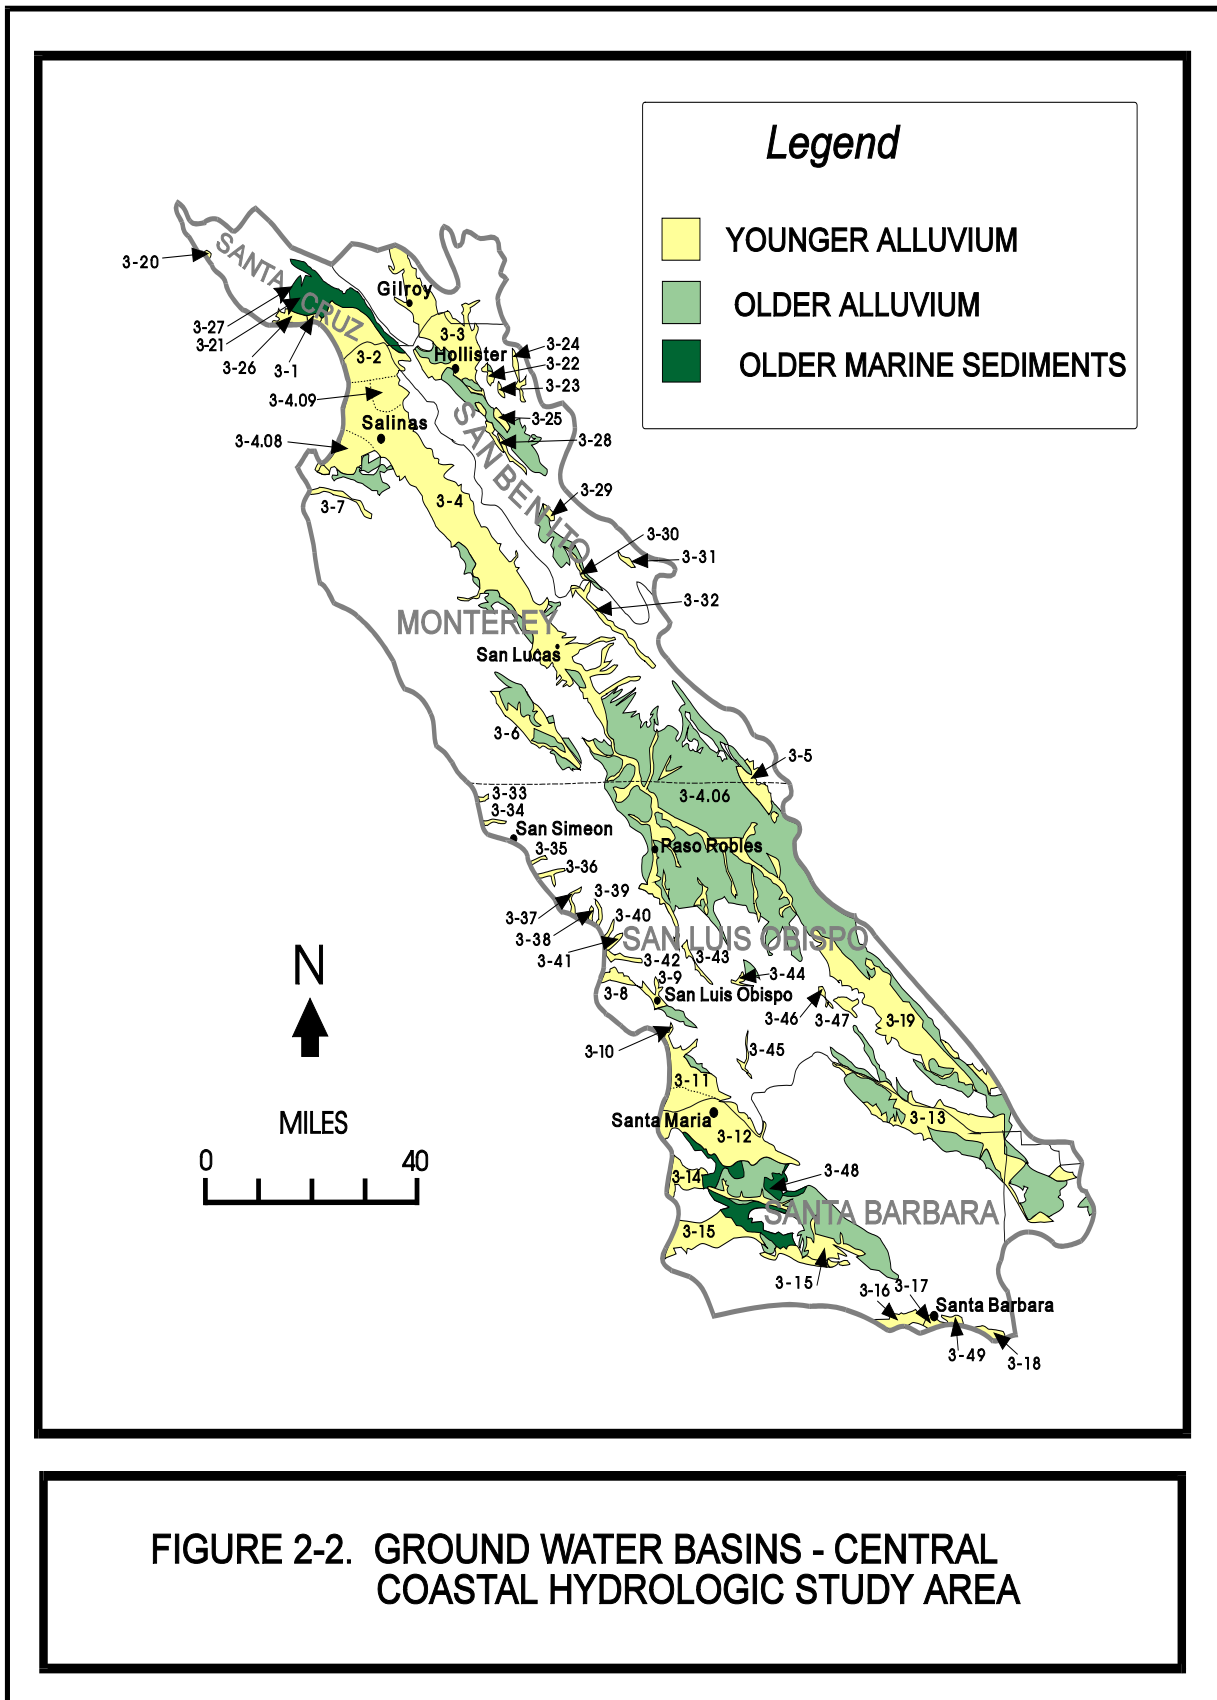 Legend
YOUNGER ALLUVIUM
OLDER ALLUVIUM
OLDER MARINE SEDIMENTS
SANTA CRUZ
3-20
Gilroy
3-27
3-21
3-26
3-1
3-2
3-3
Hollister
3-24
3-22
3-23
3-4.09
3-25
Salinas
3-4.08
3-28
SAN BENITO
3-7
3-4
3-29
3-30
3-31
3-32
MONTEREY
San Lucas
3-6
3-5
3-33
3-4.06
3-34
San Simeon
3-35
Paso Robles
3-36
3-39
3-37
3-40
3-38
SAN LUIS OBISPO
3-41
3-42
3-43
3-44
3-9
3-8
San Luis Obispo
3-46
3-47
3-19
3-10
3-45
3-11
Santa Maria
3-12
3-13
3-14
3-48
SANTA BARBARA
3-15
3-15
3-16
3-17
Santa Barbara
3-49
3-18
N
MILES
0 40
FIGURE 2-2. GROUND WATER BASINS - CENTRAL
COASTAL HYDROLOGIC STUDY AREA